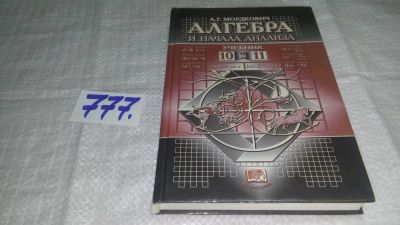 А.Г. МОРДКОВИЧ
АЛГЕБРА
И НАЧАЛА АНАЛИЗА
УЧЕБНИК
10 11
777.